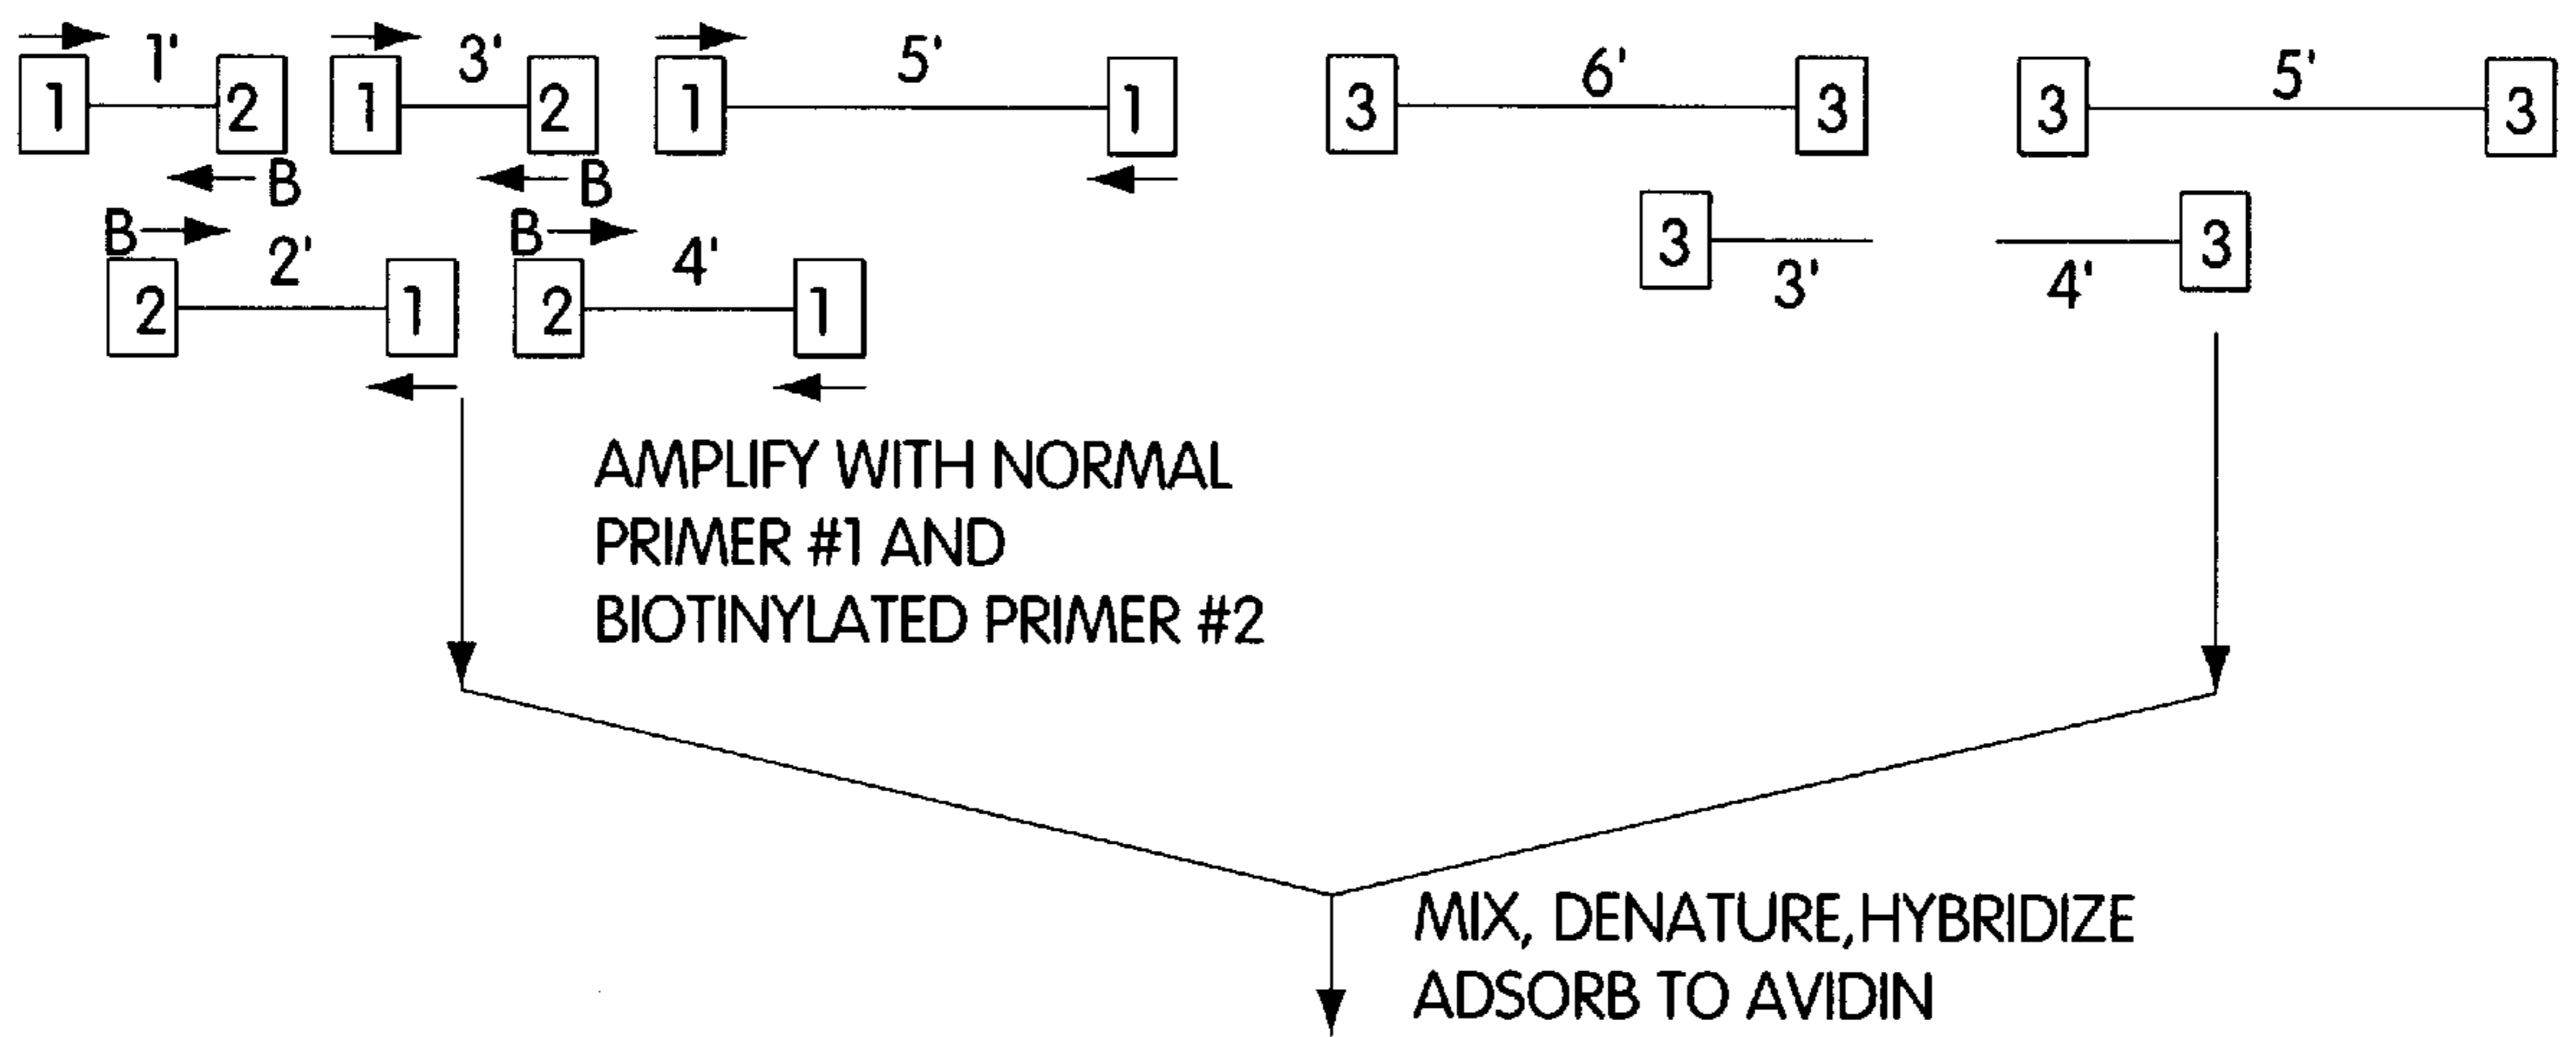 1' 3' 5' 6' 5'
1 2 1 2 1 1 3 3 3 3
B B
B B
2' 4' 3 3
3' 4'
2 1 2 1
AMPLIFY WITH NORMAL
PRIMER #1 AND
BIOTINYLATED PRIMER #2
MIX, DENATURE, HYBRIDIZE
ADSORB TO AVIDIN